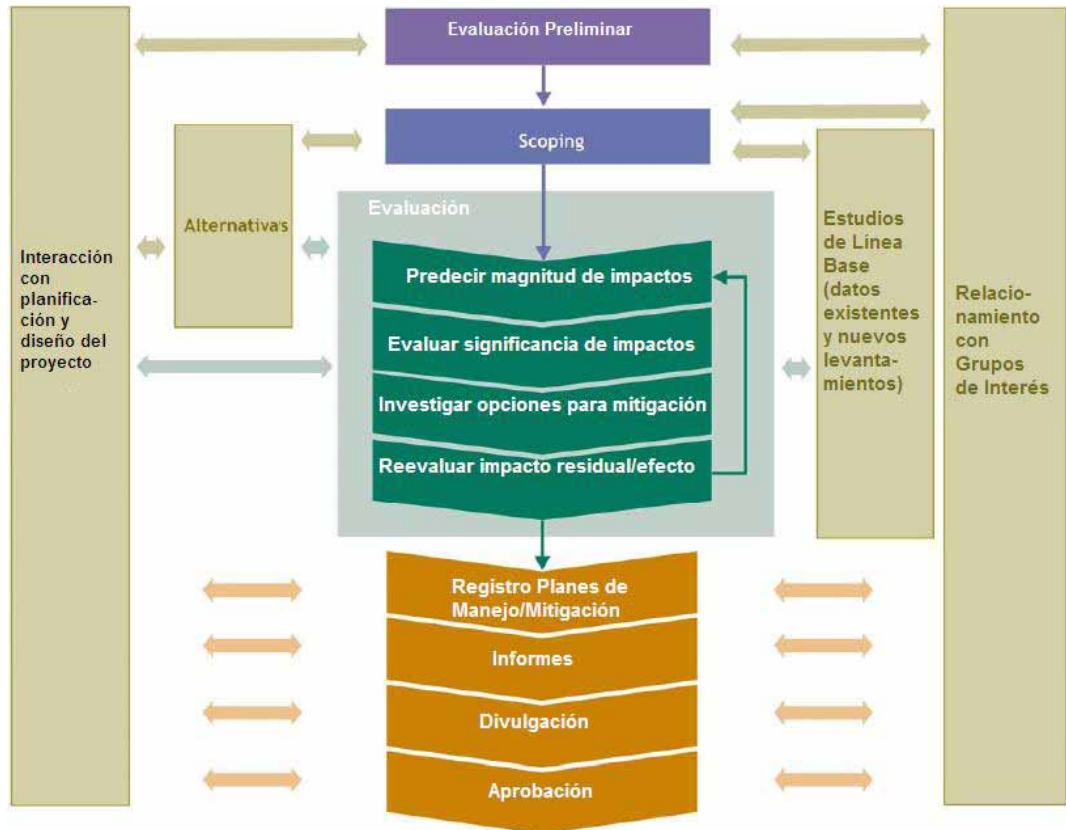 Evaluación Preliminar
Scoping
Alternativas
Evaluación
Interacción
con
planifica-
ción y
diseño del
proyecto
Predecir magnitud de impactos
Evaluar significancia de impactos
Investigar opciones para mitigación
Reevaluar impacto residual/efecto
Estudios
de Línea
Base
(datos
existentes
y nuevos
levanta-
mientos)
Relacio-
namiento
con
Grupos
de Interés
Registro Planes de
Manejo/Mitigación
Informes
Divulgación
Aprobación